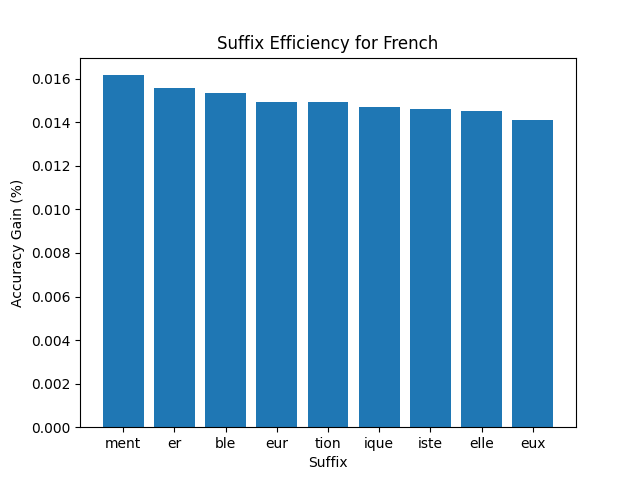 Suffix Efficiency for French
Accuracy Gain (%)
0.016
0.014
0.012
0.010
0.008
0.006
0.004
0.002
0.000
ment er ble eur tion ique iste elle eux
Suffix